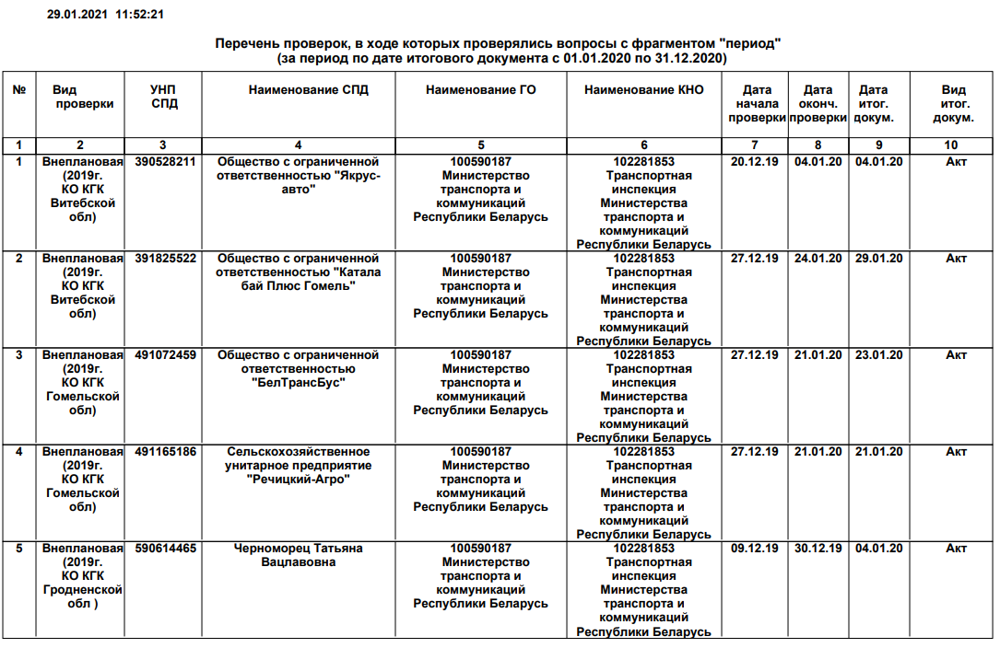 29.01.2021 11:52:21
Перечень проверок, в ходе которых проверялись вопросы с фрагментом "период"
(за период по дате итогового документа с 01.01.2020 по 31.12.2020)
№ Вид проверки УНП СПД Наименование СПД Наименование ГО Наименование КНО Дата начала проверки Дата оконч. проверки Дата итог. докум. Вид итог. докум.
1 2 3 4 5 6 7 8 9 10
1 Внеплановая 390528211 Общество с ограниченной 100590187 102281853 20.12.19 04.01.20 04.01.20 Акт
(2019г. ответственностью "Якрус- Министерство Транспортная
КО КГК авто" транспорта и инспекция
Витебской коммуникаций Министерства
обл) Республики Беларусь транспорта и
коммуникаций
Республики Беларусь
2 Внеплановая 391825522 Общество с ограниченной 100590187 102281853 27.12.19 24.01.20 29.01.20 Акт
(2019г. ответственностью "Катала Министерство Транспортная
КО КГК бай Плюс Гомель" транспорта и инспекция
Витебской коммуникаций Министерства
обл) Республики Беларусь транспорта и
коммуникаций
Республики Беларусь
3 Внеплановая 491072459 Общество с ограниченной 100590187 102281853 27.12.19 21.01.20 23.01.20 Акт
(2019г. ответственностью Министерство Транспортная
КО КГК "БелТрансБус" транспорта и инспекция
Гомельской коммуникаций Министерства
обл) Республики Беларусь транспорта и
коммуникаций
Республики Беларусь
4 Внеплановая 491165186 Сельскохозяйственное 100590187 102281853 27.12.19 21.01.20 21.01.20 Акт
(2019г. унитарное предприятие Министерство Транспортная
КО КГК "Речицкий-Агро" транспорта и инспекция
Гомельской коммуникаций Министерства
обл) Республики Беларусь транспорта и
коммуникаций
Республики Беларусь
5 Внеплановая 590614465 Черноморец Татьяна 100590187 102281853 09.12.19 30.12.19 04.01.20 Акт
(2019г. Вацлавовна Министерство Транспортная
КО КГК транспорта и инспекция
Гродненской коммуникаций Министерства
обл ) Республики Беларусь транспорта и
коммуникаций
Республики Беларусь